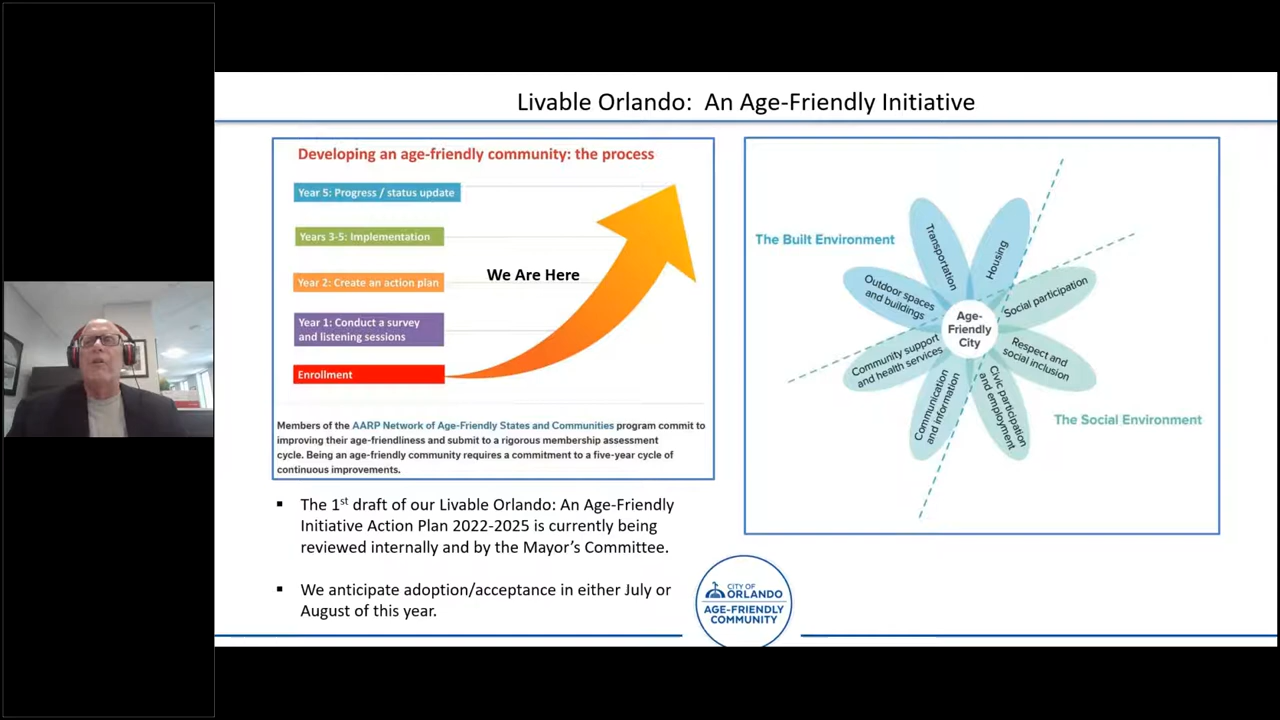 Livable Orlando:  An Age-Friendly Initiative
Developing an age-friendly community: the process
Year 5: Progress / status update
Years 3-5: Implementation
We Are Here
Year 2: Create an action plan
Year 1: Conduct a survey
and listening sessions
Enrollment
Members of the AARP Network of Age-Friendly States and Communities program commit to
improving their age-friendliness and submit to a rigorous membership assessment
cycle. Being an age-friendly community requires a commitment to a five-year cycle of
continuous improvements.
The Built Environment
Transportation
Housing
Outdoor spaces
and buildings
Social participation
Age-
Friendly
City
Community support
and health services
Respect and
social inclusion
Communication
and information
Civic participation
and employment
The Social Environment
▪ The 1st draft of our Livable Orlando: An Age-Friendly
Initiative Action Plan 2022-2025 is currently being
reviewed internally and by the Mayor’s Committee.
▪ We anticipate adoption/acceptance in either July or
August of this year.
CITY OF
ORLANDO
AGE-FRIENDLY
COMMUNITY